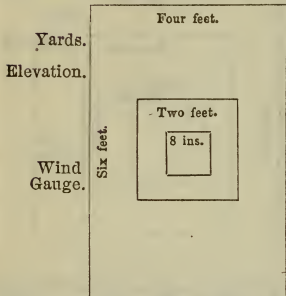 Four feet.
Yards.
Elevation.
Two feet.
8 ins.
Six feet.
Wind
Gauge.